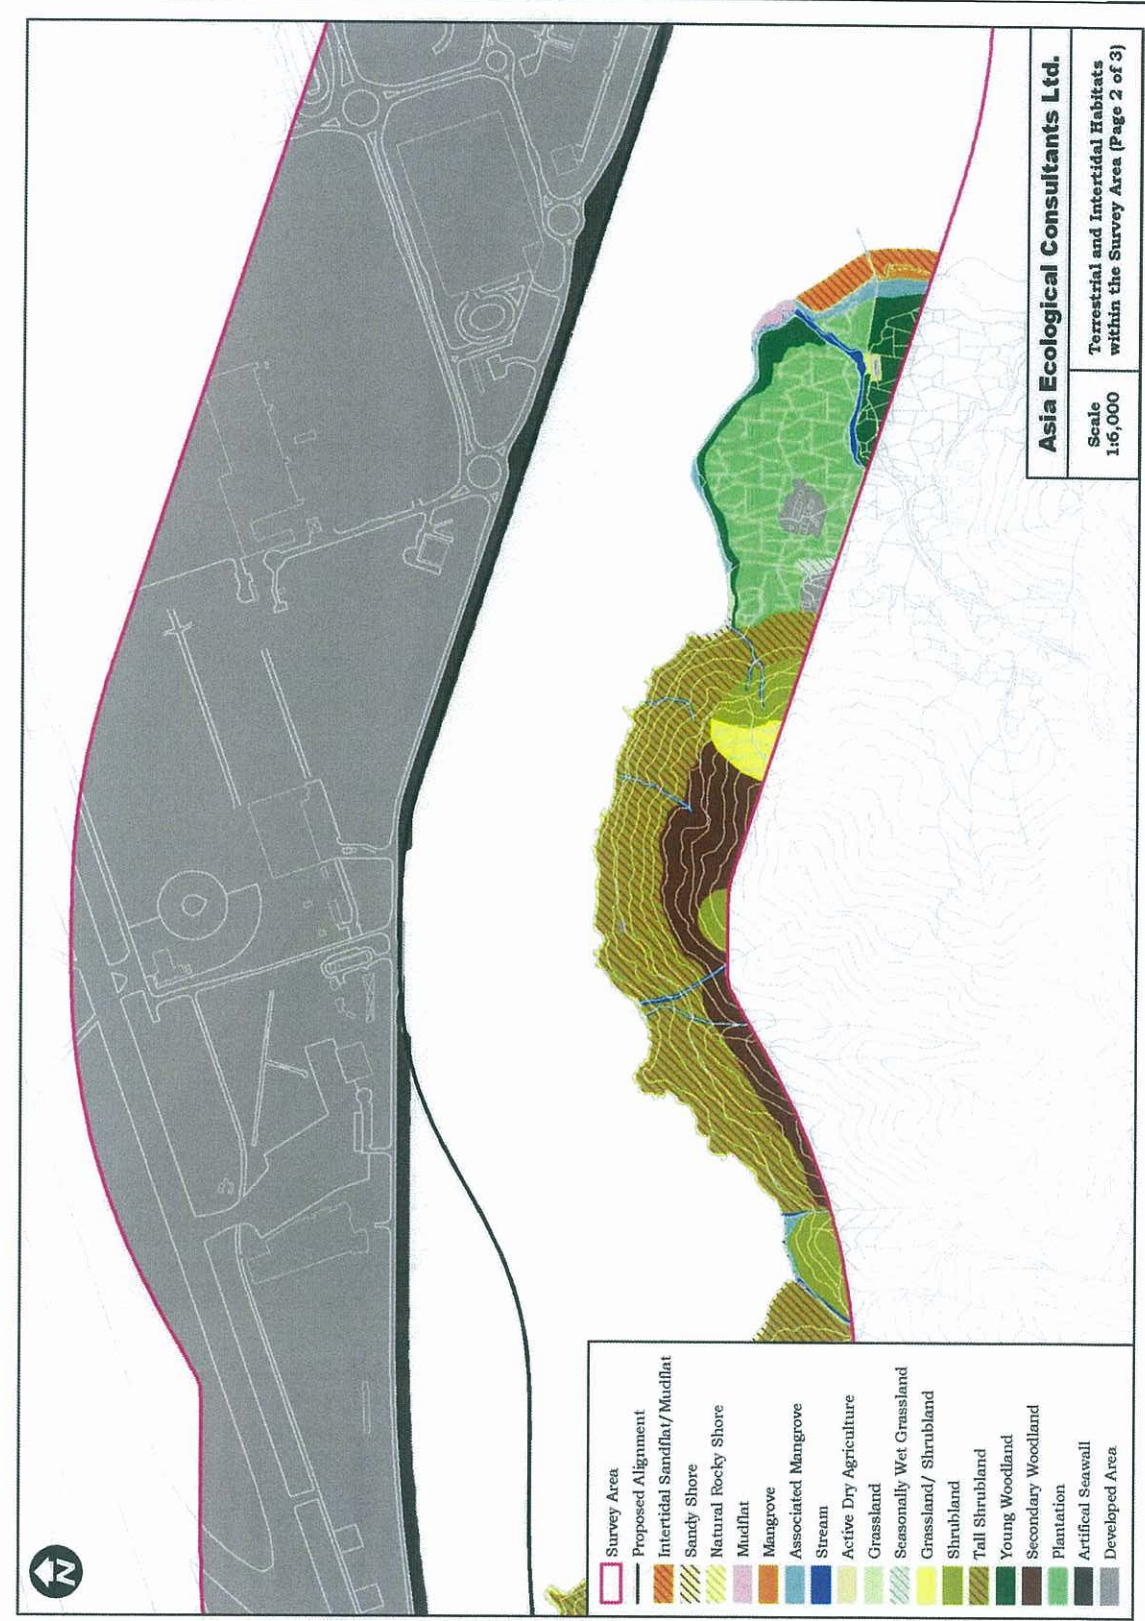 N
Survey Area
Proposed Alignment
Intertidal Sandflat/Mudflat
Sandy Shore
Natural Rocky Shore
Mudflat
Mangrove
Associated Mangrove
Stream
Active Dry Agriculture
Grassland
Seasonally Wet Grassland
Grassland/ Shrubland
Shrubland
Tall Shrubland
Young Woodland
Secondary Woodland
Plantation
Artifical Seawall
Developed Area
Asia Ecological Consultants Ltd.
Scale
1:6,000
Terrestrial and Intertidal Habitats
within the Survey Area (Page 2 of 3)